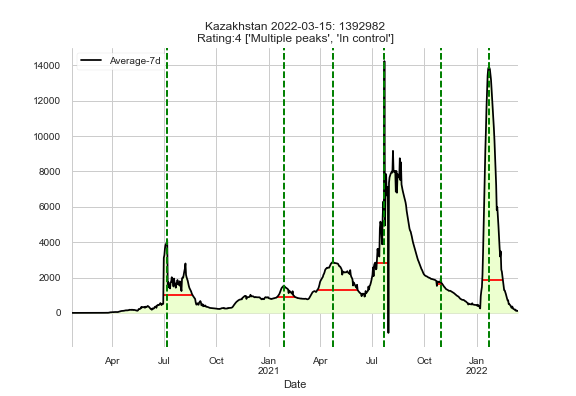 Kazakhstan 2022-03-15: 1392982
Rating:4 ['Multiple peaks', 'In control']
Average-7d
14000
12000
10000
8000
6000
4000
2000
0
Apr Jul Oct Jan Apr Jul Oct Jan
2021 2022
Date